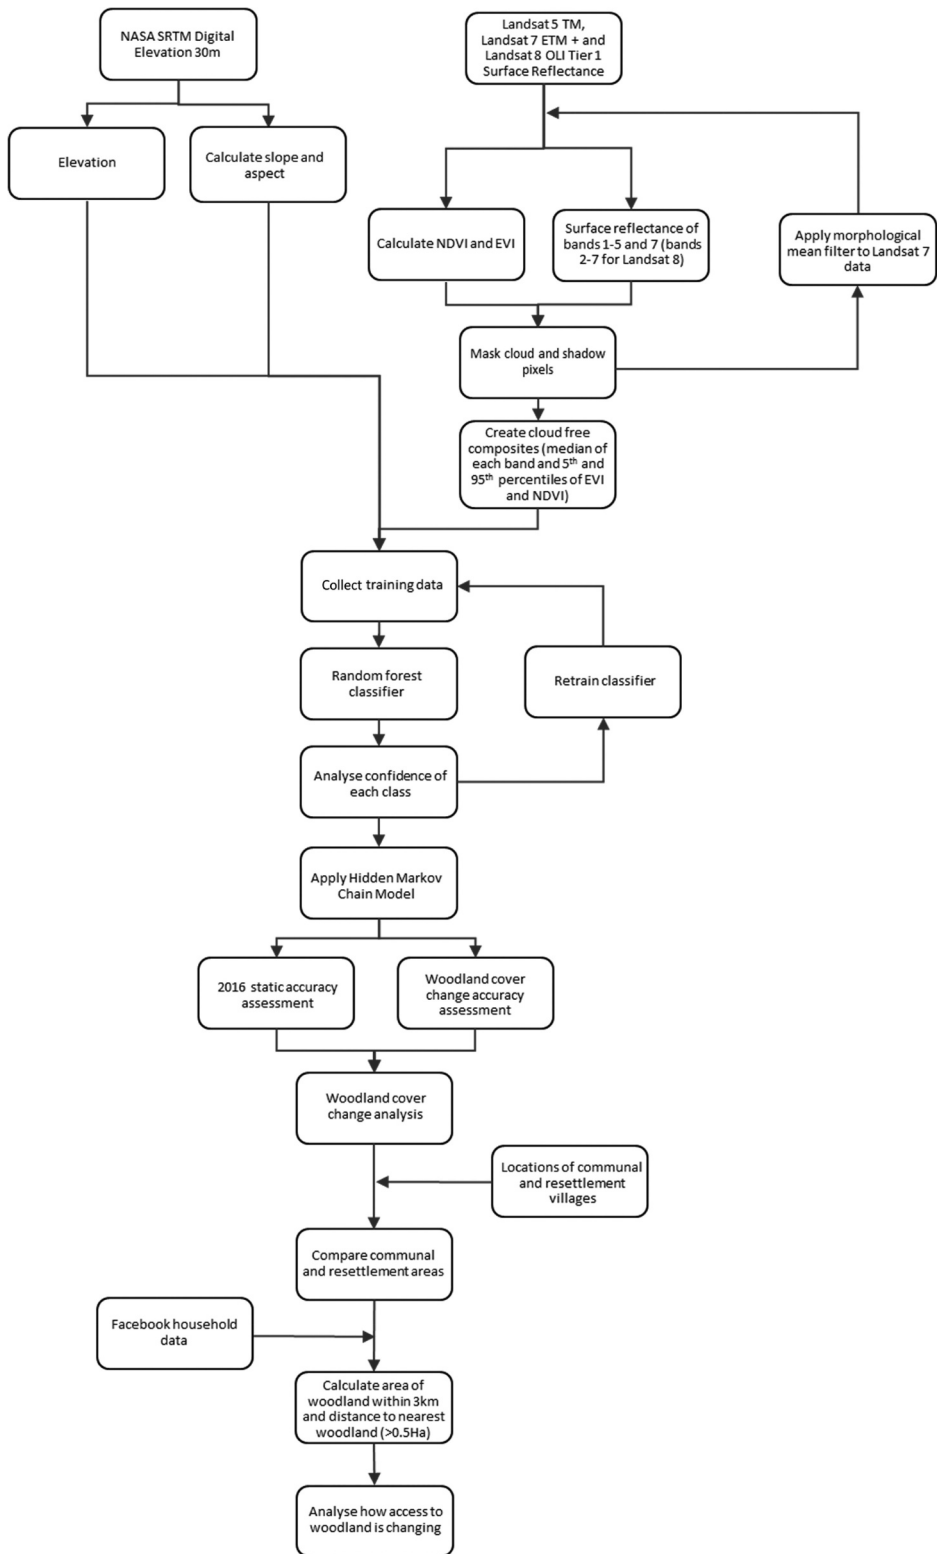 NASA SRTM Digital
Elevation 30m
Landsat 5 TM,
Landsat 7 ETM + and
Landsat 8 OLI Tier 1
Surface Reflectance
Elevation
Calculate slope and
aspect
Calculate NDVI and EVI
Surface reflectance of
bands 1-5 and 7 (bands
2-7 for Landsat 8)
Apply morphological
mean filter to Landsat 7
data
Mask cloud and shadow
pixels
Create cloud free
composites (median of
each band and 5th and
95th percentiles of EVI
and NDVI)
Collect training data
Random forest
classifier
Retrain classifier
Analyse confidence of
each class
Apply Hidden Markov
Chain Model
2016 static accuracy
assessment
Woodland cover
change accuracy
assessment
Woodland cover
change analysis
Locations of communal
and resettlement
villages
Compare communal
and resettlement areas
Facebook household
data
Calculate area of
woodland within 3km
and distance to nearest
woodland (>0.5Ha)
Analyse how access to
woodland is changing